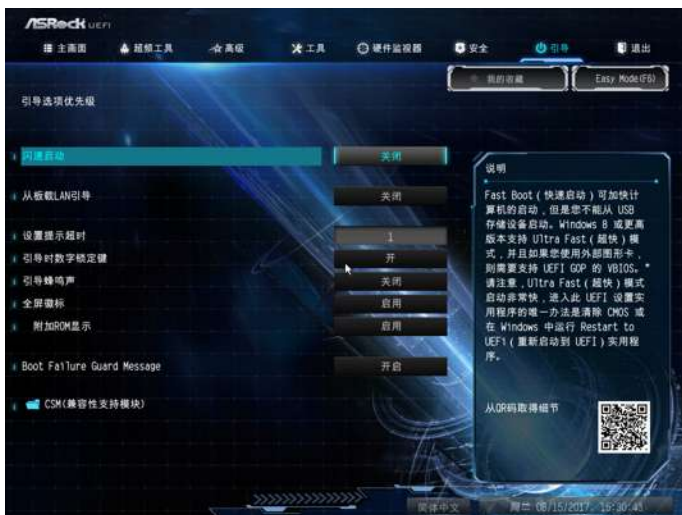 ASRock UEFI
主画面 超频工具 高级 工具 硬件监视器 安全 引导 退出
我的收藏 Easy Mode(F6)
引导选项优先级
闪速启动 关闭
从板载LAN引导 关闭
设置提示超时 1
引导时数字锁定键 开
引导蜂鸣声 关闭
全屏徽标 启用
附加ROM显示 启用
Boot Failure Guard Message 开启
CSM(兼容性支持模块)
说明
Fast Boot ( 快速启动 ) 可加快计
算机的启动 , 但是您不能从 USB
存储设备启动。Windows 8 或更高
版本支持 Ultra Fast ( 超快 ) 模
式 , 并且如果您使用外部图形卡 ,
则需要支持 UEFI GOP 的 VBIOS。*
请注意 , Ultra Fast ( 超快 ) 模式
启动非常快 , 进入此 UEFI 设置实
用程序的唯一办法是清除 CMOS 或
在 Windows 中运行 Restart to
UEFI ( 重新启动到 UEFI ) 实用程
序。
从QR码取得细节
简体中文 08/15/2017, 16:30:43